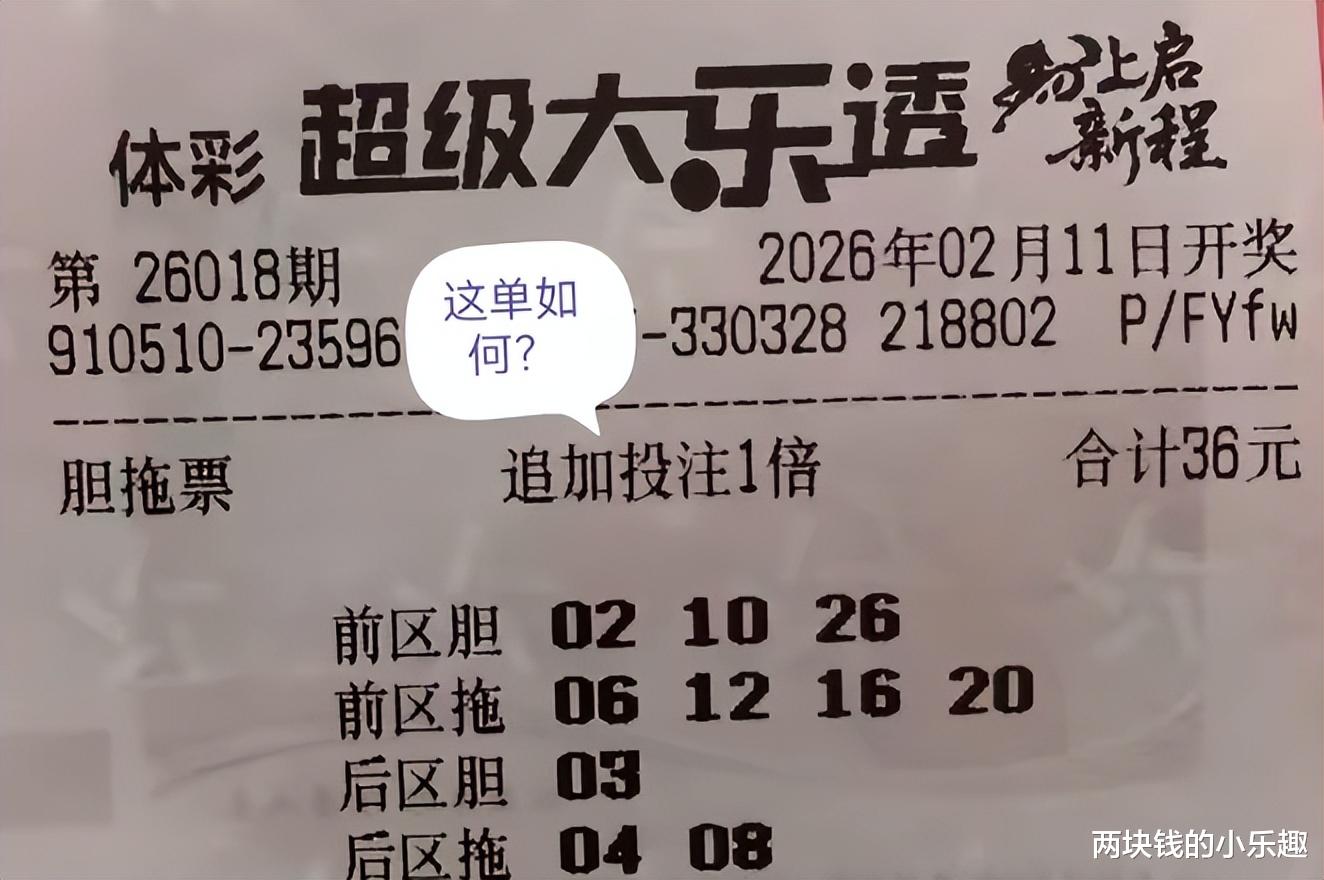 体彩 超级大乐透 马上启
新程
第 26018期 2026年02月11日开奖
这单如
何?
910510-23596 -330328 218802 P/FYfw
胆拖票 追加投注1倍 合计36元
前区胆 02 10 26
前区拖 06 12 16 20
后区胆 03
后区拖 04 08
两块钱的小乐趣